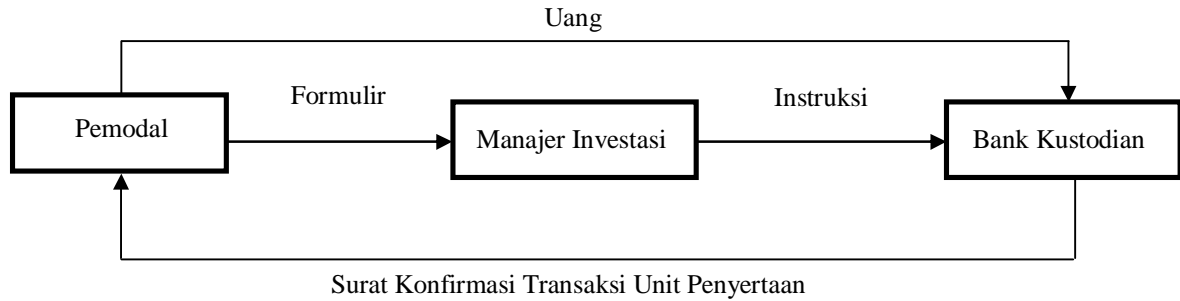 Uang
Formulir
Instruksi
Pemodal
Manajer Investasi
Bank Kustodian
Surat Konfirmasi Transaksi Unit Penyertaan